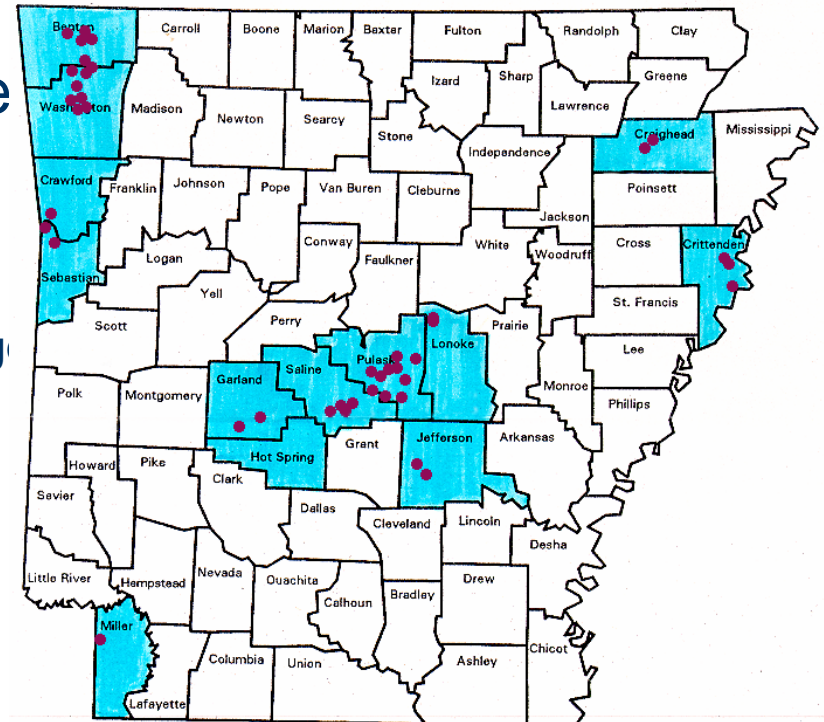 Benton
Carroll
Boone
Marion
Baxter
Fulton
Randolph
Clay
Izard
Sharp
Greene
Lawrence
Washington
Madison
Newton
Searcy
Stone
Independence
Craighead
Mississippi
Crawford
Franklin
Johnson
Pope
Van Buren
Cleburne
Jackson
Poinsett
Logan
Conway
Faulkner
White
Woodruff
Cross
Crittenden
Sebastian
Yell
St. Francis
Scott
Perry
Pulaski
Lonoke
Prairie
Lee
Polk
Montgomery
Garland
Saline
Monroe
Phillips
Howard
Pike
Hot Spring
Grant
Jefferson
Arkansas
Clark
Sevier
Dallas
Cleveland
Lincoln
Desha
Little River
Hempstead
Nevada
Ouachita
Calhoun
Bradley
Drew
Miller
Lafayette
Columbia
Union
Ashley
Chicot
e